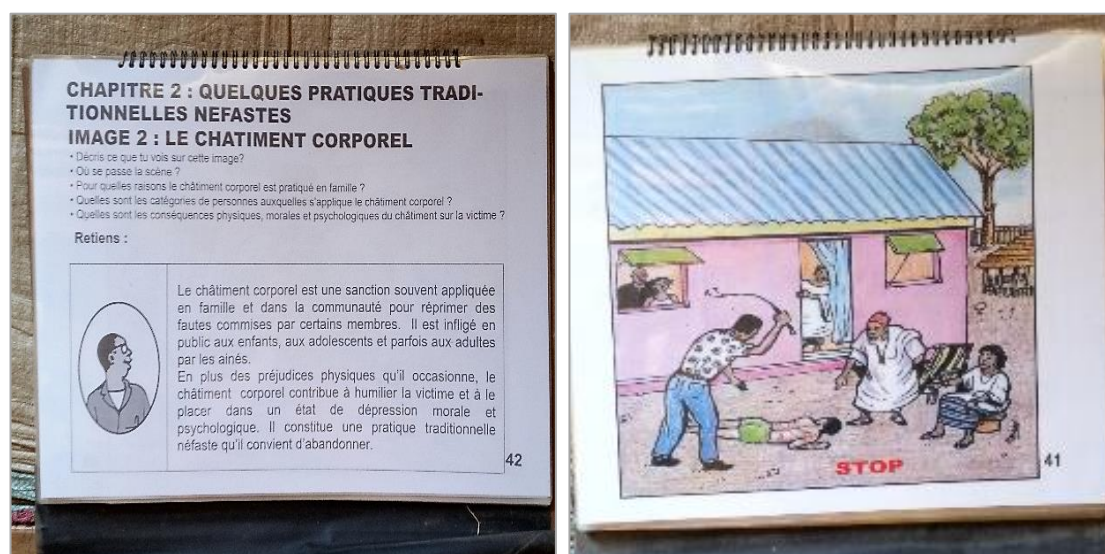 CHAPITRE 2 : QUELQUES PRATIQUES TRADI-
TIONNELLES NEFASTES
IMAGE 2 : LE CHATIMENT CORPOREL
• Décris ce que tu vois sur cette image?
• Où se passe la scène ?
• Pour quelles raisons le châtiment corporel est pratiqué en famille ?
• Quelles sont les catégories de personnes auxquelles s'applique le châtiment corporel ?
• Quelles sont les conséquences physiques, morales et psychologiques du châtiment sur la victime ?
Retiens :
Le châtiment corporel est une sanction souvent appliquée
en famille et dans la communauté pour réprimer des
fautes commises par certains membres. Il est infligé en
public aux enfants, aux adolescents et parfois aux adultes
par les ainés.
En plus des préjudices physiques qu'il occasionne, le
châtiment corporel contribue à humilier la victime et à le
placer dans un état de dépression morale et
psychologique. Il constitue une pratique traditionnelle
néfaste qu'il convient d'abandonner.
42
STOP
41